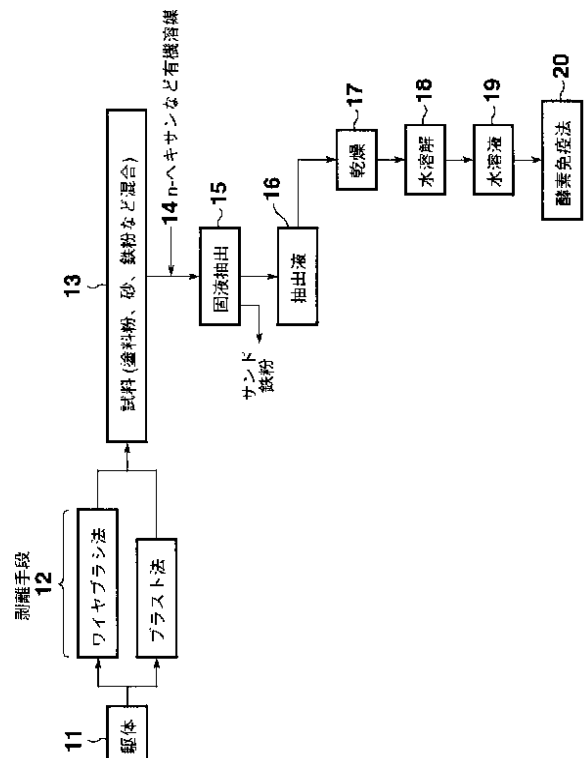 11
躯体
剥離手段
12
ワイヤブラシ法
ブラスト法
13
試料 (塗料粉、砂、鉄粉など混合)
14 n-ヘキサンなど有機溶媒
15
固液抽出
サンド
鉄粉
16
抽出液
17
乾燥
18
水溶解
19
水溶液
20
酵素免疫法